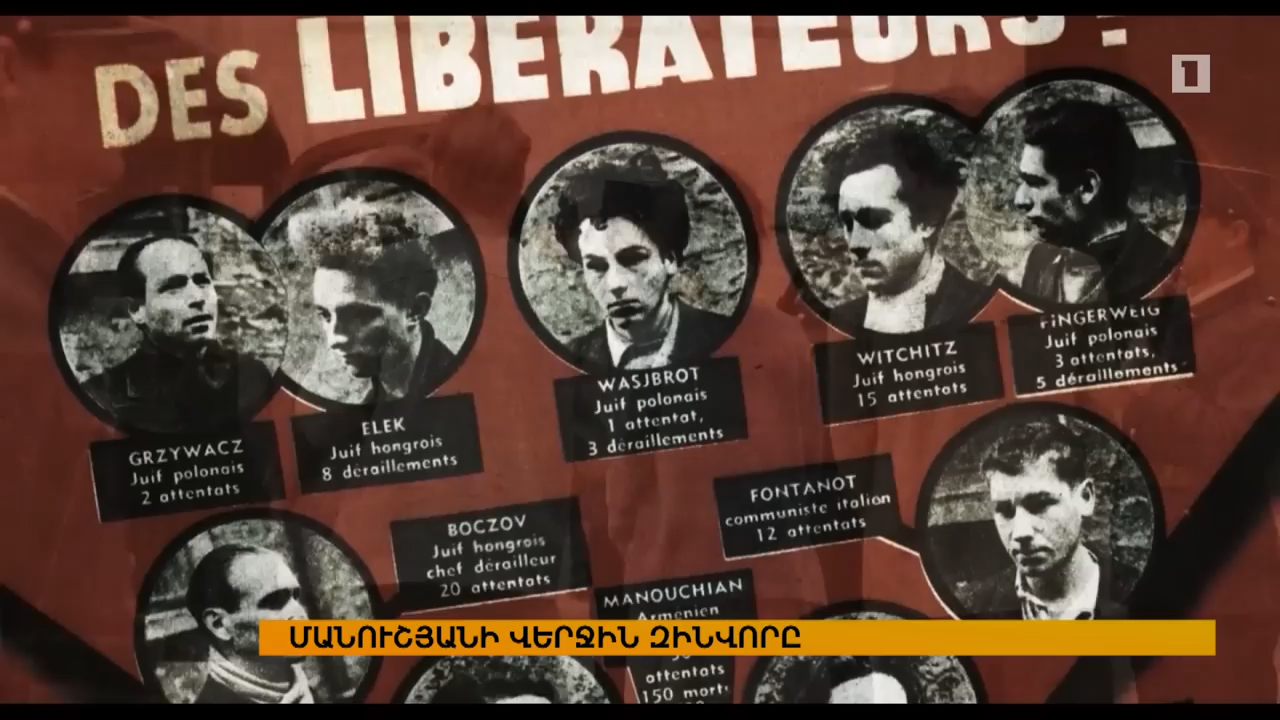 DES LIBÉRATEURS!
1
GRZYWACZ
Juif polonais
2 attentats
ELEK
Juif hongrois
8 déraillements
WASJBROT
Juif polonais
1 attentat,
3 déraillements
WITCHITZ
Juif hongrois
15 attentats
FINGERWEIG
Juif polonais
3 attentats,
5 déraillements
BOCZOV
Juif hongrois
chef dérailleur
20 attentats
FONTANOT
communiste italien
12 attentats
MANOUCHIAN
Arménien
attentats
150 morts
ՄԱՆՈՒՇՅԱՆԻ ՎԵՐՋԻՆ ԶԻՆՎՈՐԸ